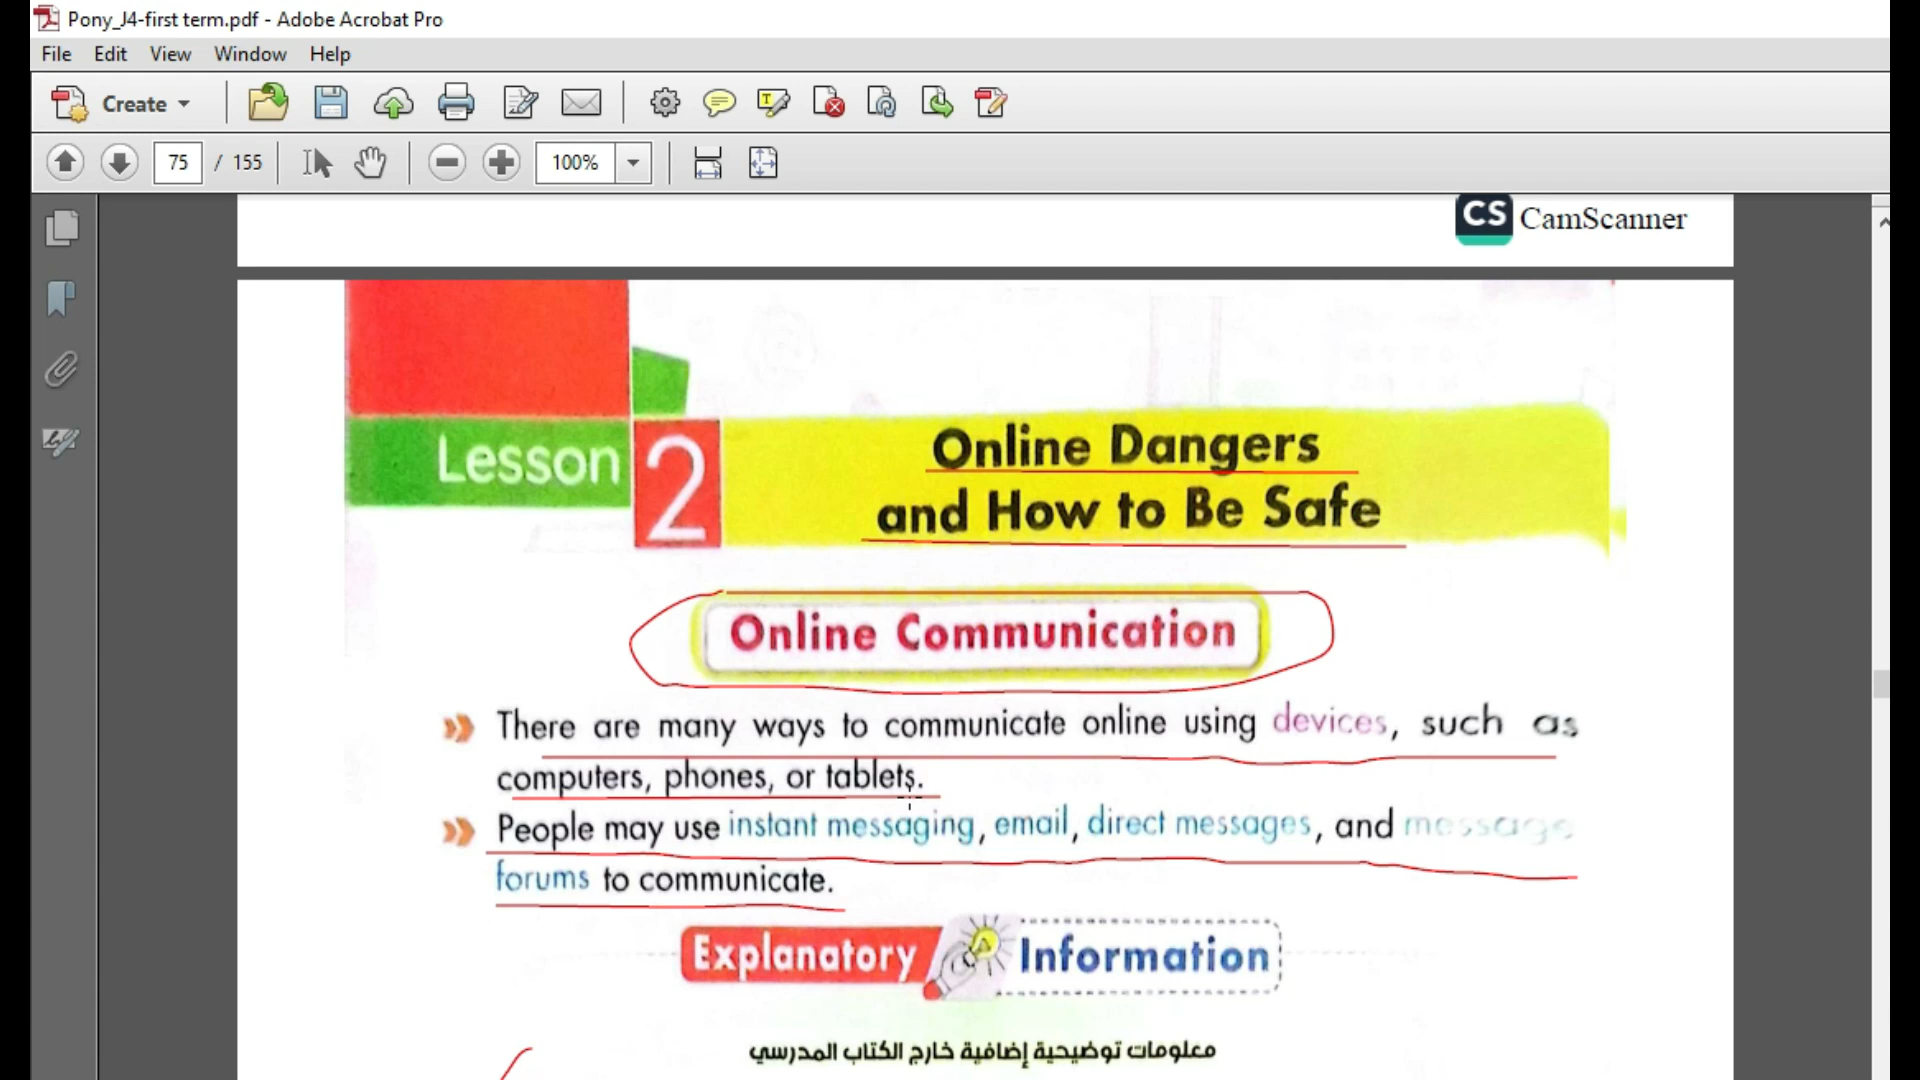 Pony_J4-first term.pdf - Adobe Acrobat Pro
File Edit View Window Help
Create
75 / 155 100%
CS CamScanner
Lesson 2
Online Dangers
and How to Be Safe
Online Communication
There are many ways to communicate online using devices, such as
computers, phones, or tablets.
People may use instant messaging, email, direct messages, and message
forums to communicate.
Explanatory Information
معلومات توضيحية إضافية خارج الكتاب المدرسي